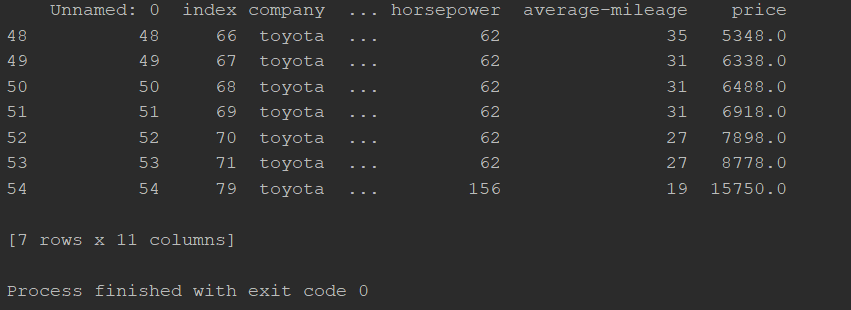 Unnamed: 0 index company ... horsepower average-mileage price
48 48 66 toyota ... 62 35 5348.0
49 49 67 toyota ... 62 31 6338.0
50 50 68 toyota ... 62 31 6488.0
51 51 69 toyota ... 62 31 6918.0
52 52 70 toyota ... 62 27 7898.0
53 53 71 toyota ... 62 27 8778.0
54 54 79 toyota ... 156 19 15750.0
[7 rows x 11 columns]
Process finished with exit code 0